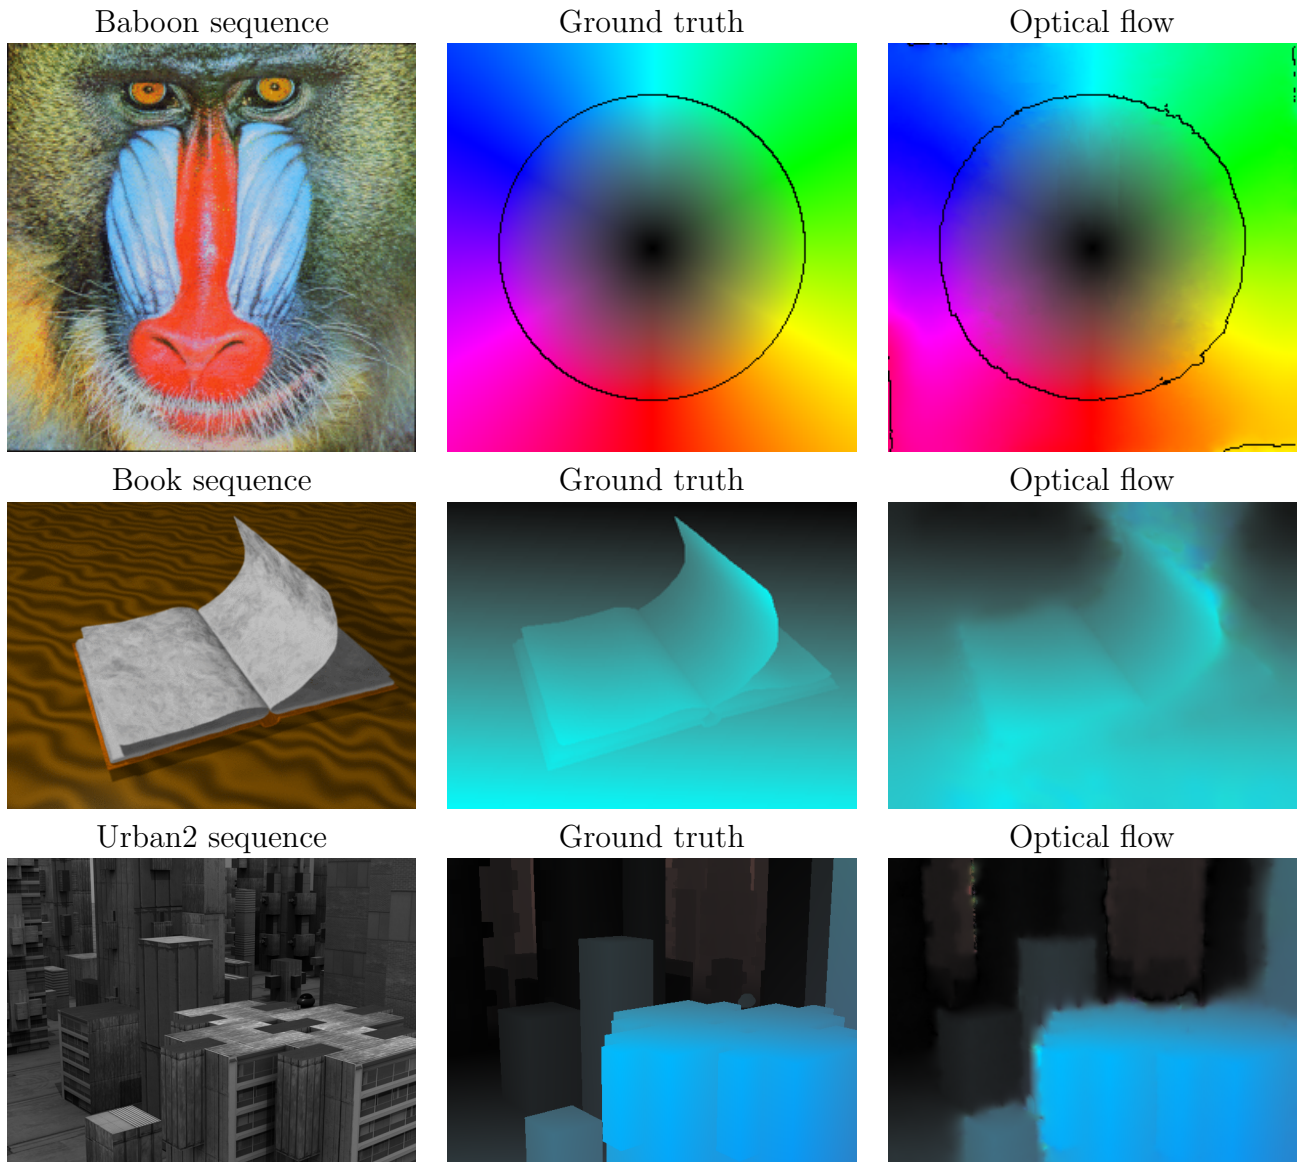 Baboon sequence
Ground truth
Optical flow
Book sequence
Ground truth
Optical flow
Urban2 sequence
Ground truth
Optical flow